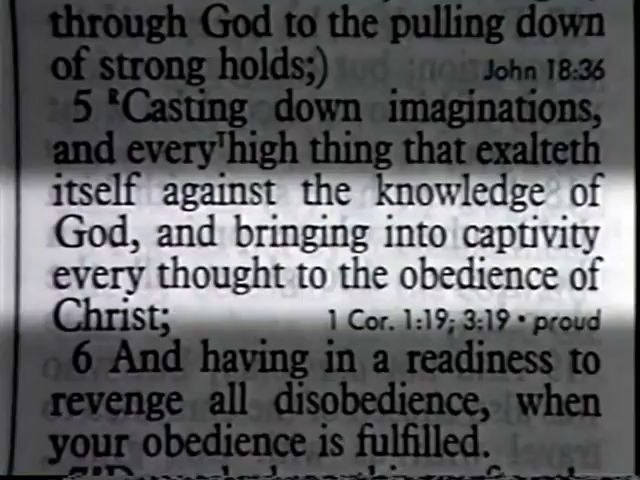 through God to the pulling down
of strong holds;) John 18:36
5 ᴿCasting down imaginations,
and everyᵀhigh thing that exalteth
itself against the knowledge of
God, and bringing into captivity
every thought to the obedience of
Christ; 1 Cor. 1:19; 3:19 • proud
6 And having in a readiness to
revenge all disobedience, when
your obedience is fulfilled.